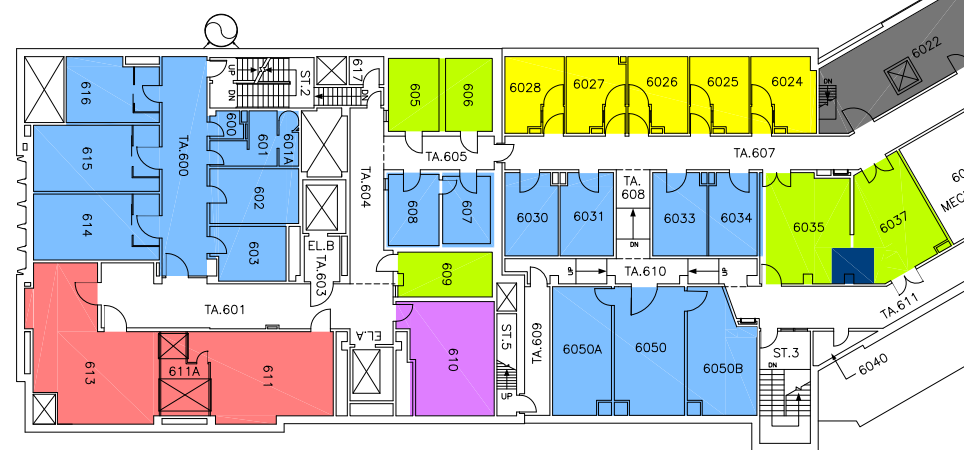 6022
617
UP
ST.2
DN
DN
616
605
606
6028
6027
6026
6025
6024
DN
600
601
601A
TA.600
615
TA.605
TA.607
60
MEC
TA.604
602
608
607
6030
6031
TA.
608
DN
6033
6034
6035
6037
614
603
EL.B
TA.603
609
UP
TA.610
UP
TA.601
TA.611
EL.A
610
ST.5
TA.609
6050A
6050
6050B
ST.3
DN
6040
613
611A
611
UP